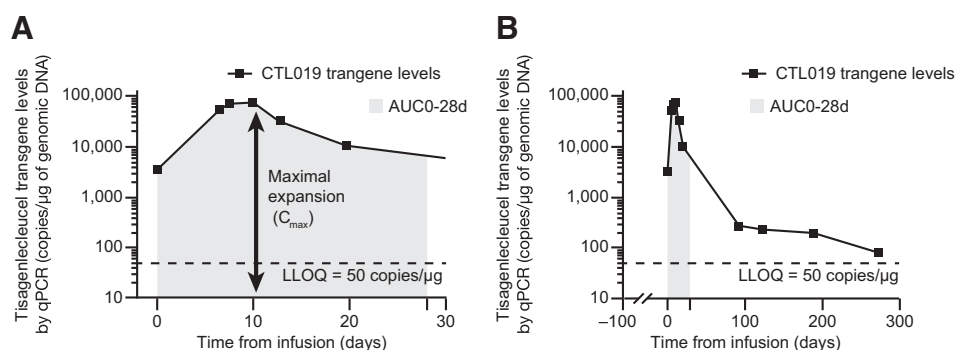 A
Tisagenlecleucel transgene levels
by qPCR (copies/µg of genomic DNA)
CTL019 trangene levels
AUC0-28d
100,000
10,000
1,000
100
10
Maximal
expansion
(Cmax)
LLOQ = 50 copies/µg
0
10
20
30
Time from infusion (days)
B
Tisagenlecleucel transgene levels
by qPCR (copies/µg of genomic DNA)
CTL019 trangene levels
AUC0-28d
100,000
10,000
1,000
100
10
LLOQ = 50 copies/µg
–100
0
100
200
300
Time from infusion (days)